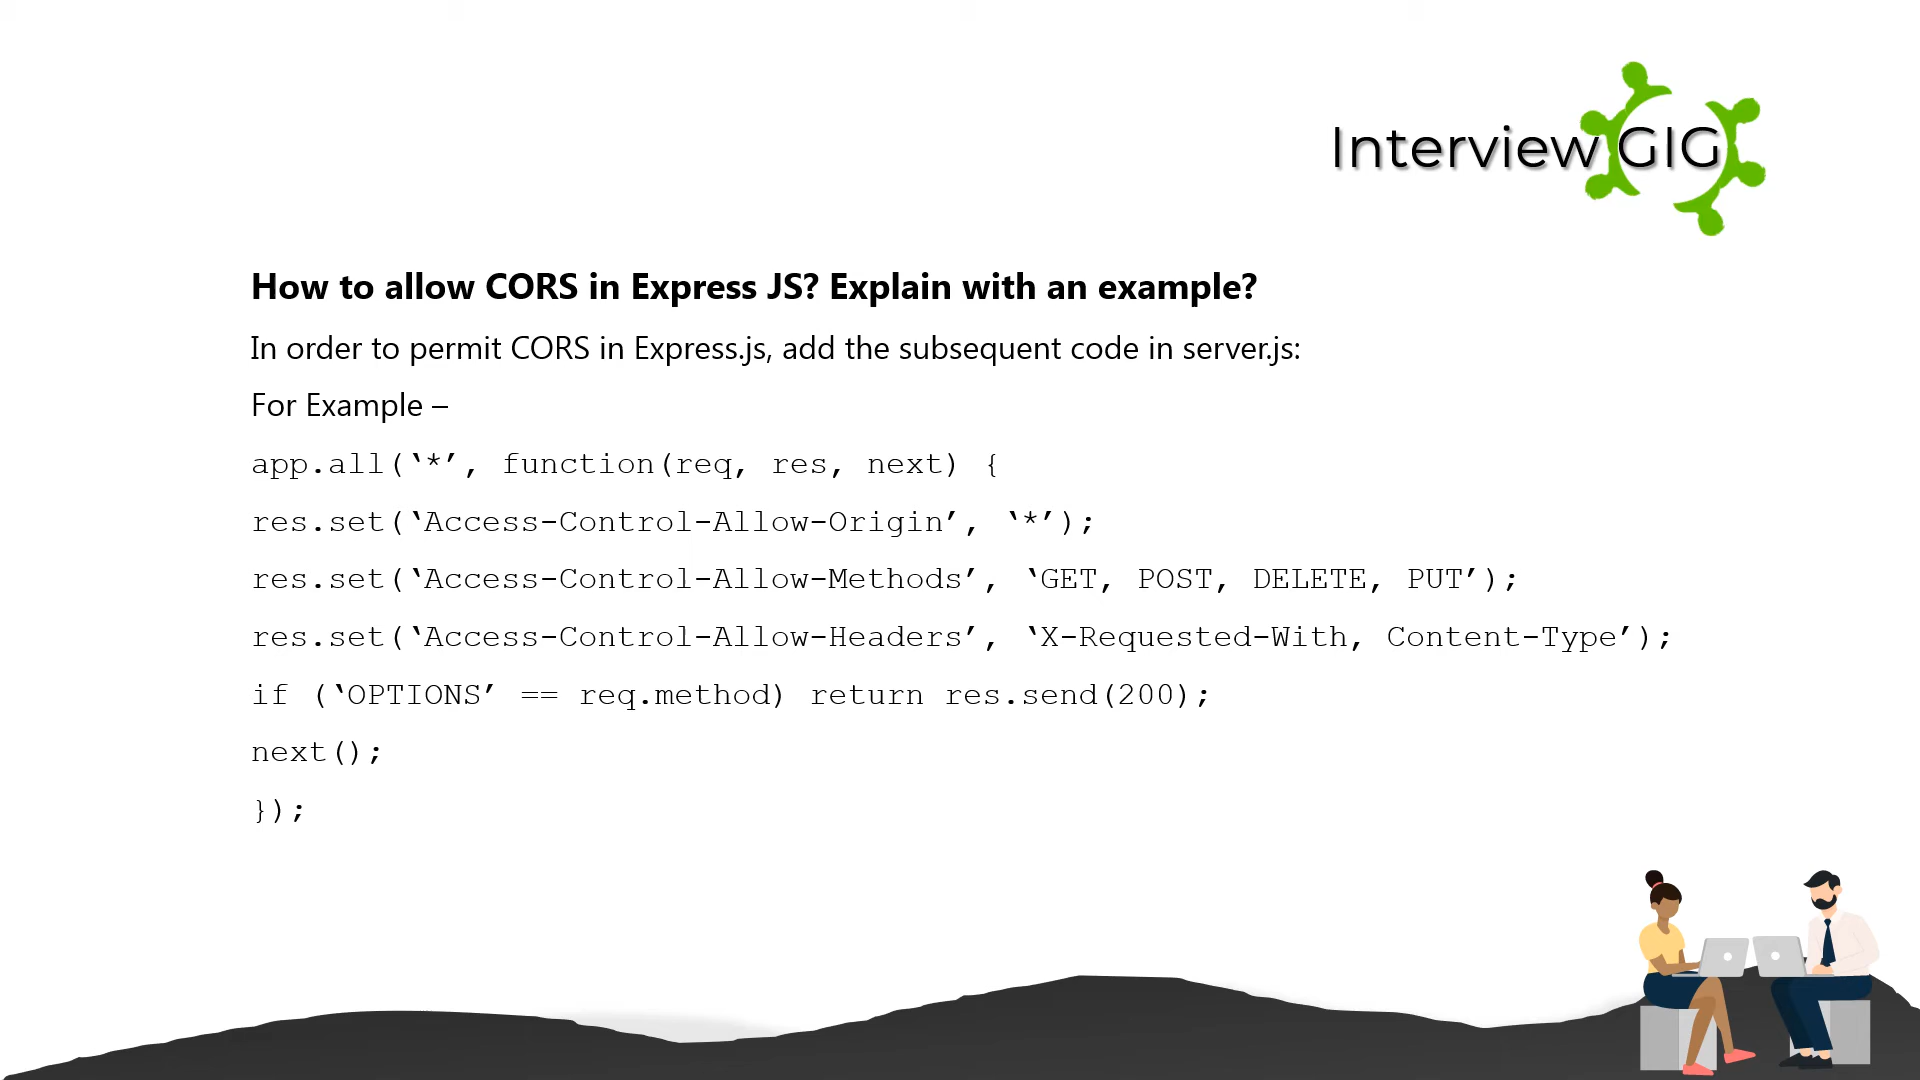 Interview GIG
How to allow CORS in Express JS? Explain with an example?
In order to permit CORS in Express.js, add the subsequent code in server.js:
For Example –
app.all(‘*’, function(req, res, next) {
res.set(‘Access-Control-Allow-Origin’, ‘*’);
res.set(‘Access-Control-Allow-Methods’, ‘GET, POST, DELETE, PUT’);
res.set(‘Access-Control-Allow-Headers’, ‘X-Requested-With, Content-Type’);
if (‘OPTIONS’ == req.method) return res.send(200);
next();
});